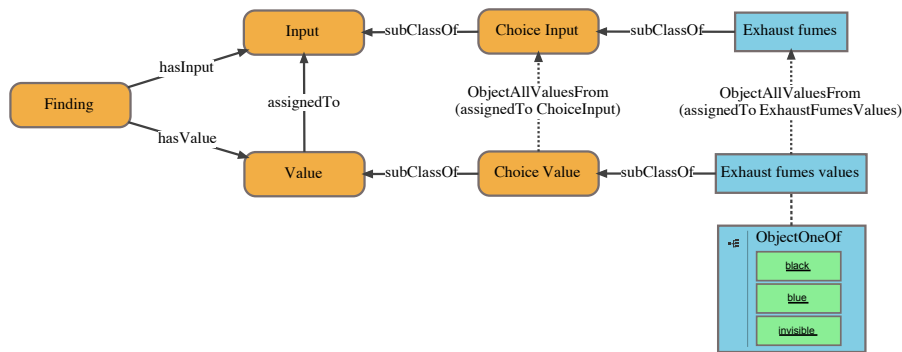 Input
subClassOf
Choice Input
subClassOf
Exhaust fumes
hasInput
Finding
assignedTo
ObjectAllValuesFrom
(assignedTo ChoiceInput)
ObjectAllValuesFrom
(assignedTo ExhaustFumesValues)
hasValue
Value
subClassOf
Choice Value
subClassOf
Exhaust fumes values
ObjectOneOf
black
blue
invisible